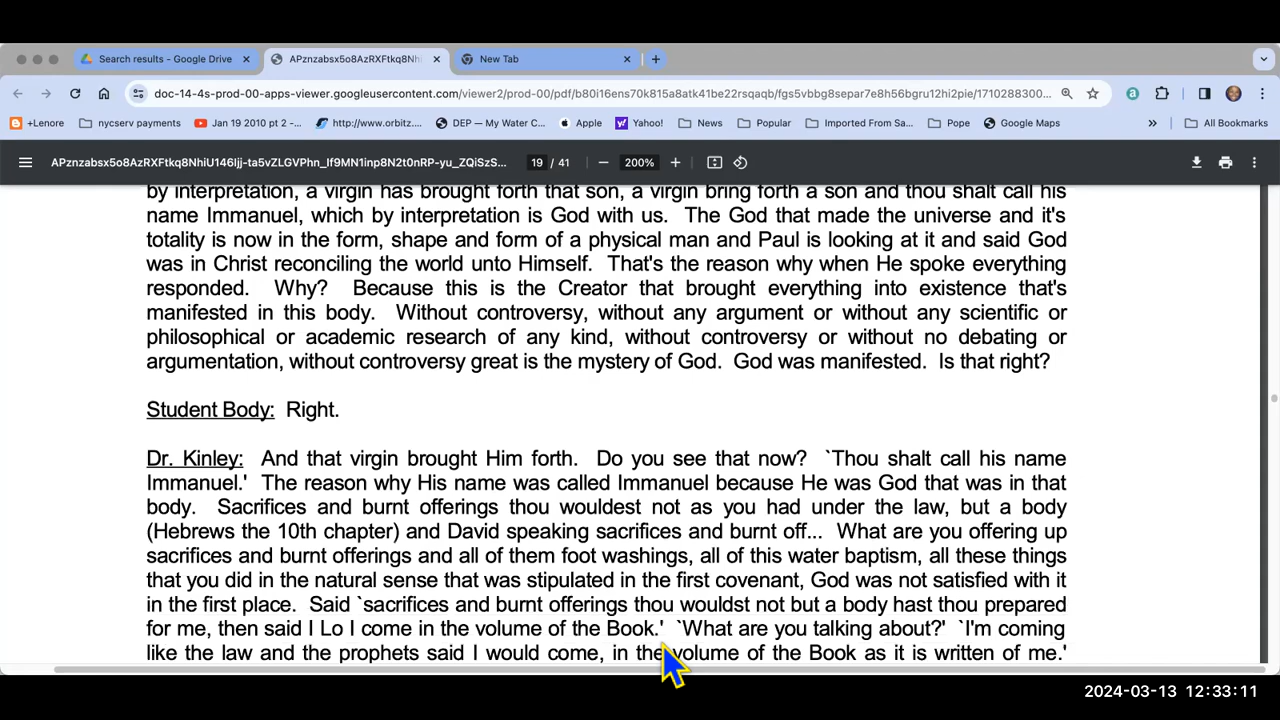 Search results - Google Drive
APznzabsx5o8AzRXFtkq8Nh
New Tab
doc-14-4s-prod-00-apps-viewer.googleusercontent.com/viewer2/prod-00/pdf/b80i16ens70k815a8atk41be22rsqaqb/fgs5vbbg8separ7e8h56bgru12hi2pie/1710288300...
+Lenore
nycserv payments
Jan 19 2010 pt 2 –...
http://www.orbitz....
DEP — My Water C...
Apple
Yahoo!
News
Popular
Imported From Sa...
Pope
Google Maps
All Bookmarks
APznzabsx5o8AzRXFtkq8NhiU146Ijj-ta5vZLGVPhn_If9MN1inp8N2t0nRP-yu_ZQiSzS...
19 / 41
200%
by interpretation, a virgin has brought forth that son, a virgin bring forth a son and thou shalt call his
name Immanuel, which by interpretation is God with us. The God that made the universe and it's
totality is now in the form, shape and form of a physical man and Paul is looking at it and said God
was in Christ reconciling the world unto Himself. That's the reason why when He spoke everything
responded. Why? Because this is the Creator that brought everything into existence that's
manifested in this body. Without controversy, without any argument or without any scientific or
philosophical or academic research of any kind, without controversy or without no debating or
argumentation, without controversy great is the mystery of God. God was manifested. Is that right?
Student Body: Right.
Dr. Kinley: And that virgin brought Him forth. Do you see that now? `Thou shalt call his name
Immanuel.' The reason why His name was called Immanuel because He was God that was in that
body. Sacrifices and burnt offerings thou wouldest not as you had under the law, but a body
(Hebrews the 10th chapter) and David speaking sacrifices and burnt off... What are you offering up
sacrifices and burnt offerings and all of them foot washings, all of this water baptism, all these things
that you did in the natural sense that was stipulated in the first covenant, God was not satisfied with it
in the first place. Said `sacrifices and burnt offerings thou wouldst not but a body hast thou prepared
for me, then said I Lo I come in the volume of the Book.' `What are you talking about?' `I'm coming
like the law and the prophets said I would come, in the volume of the Book as it is written of me.'
2024-03-13 12:33:11